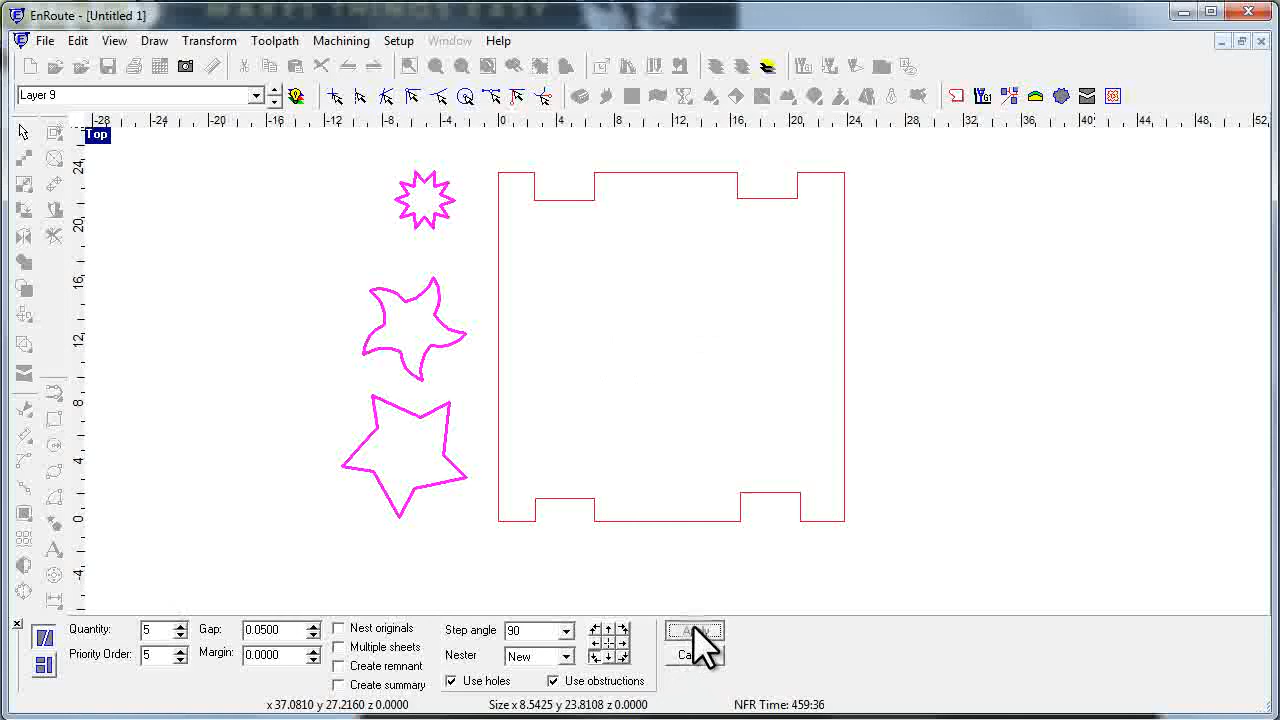 MAKES THINGS EASY
EnRoute - [Untitled 1]
File Edit View Draw Transform Toolpath Machining Setup Window Help
Layer 9
-28 -24 -20 -16 -12 -8 -4 0 4 8 12 16 20 24 28 32 36 40 44 48 52
Top
24
20
16
12
8
4
0
-4
Quantity: 5 Gap: 0.0500 Nest originals Step angle 90
Multiple sheets
Priority Order: 5 Margin: 0.0000 Nester New
Create remnant
Create summary Use holes Use obstructions
x 37.0810 y 27.2160 z 0.0000 Size x 8.5425 y 23.8108 z 0.0000 NFR Time: 459:36